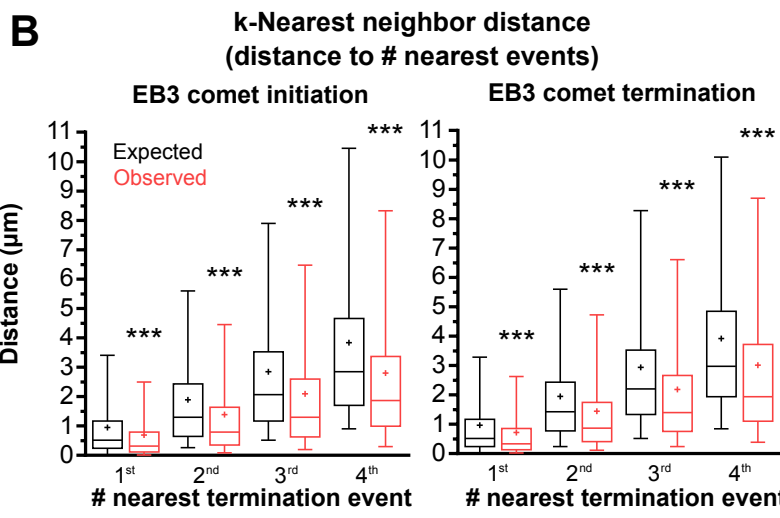 B
k-Nearest neighbor distance
(distance to # nearest events)
EB3 comet initiation
EB3 comet termination
Distance (µm)
11
10
9
8
7
6
5
4
3
2
1
0
Expected
Observed
***
***
***
***
1st
2nd
3rd
4th
# nearest termination event
11
10
9
8
7
6
5
4
3
2
1
0
***
***
***
***
1st
2nd
3rd
4th
# nearest termination event